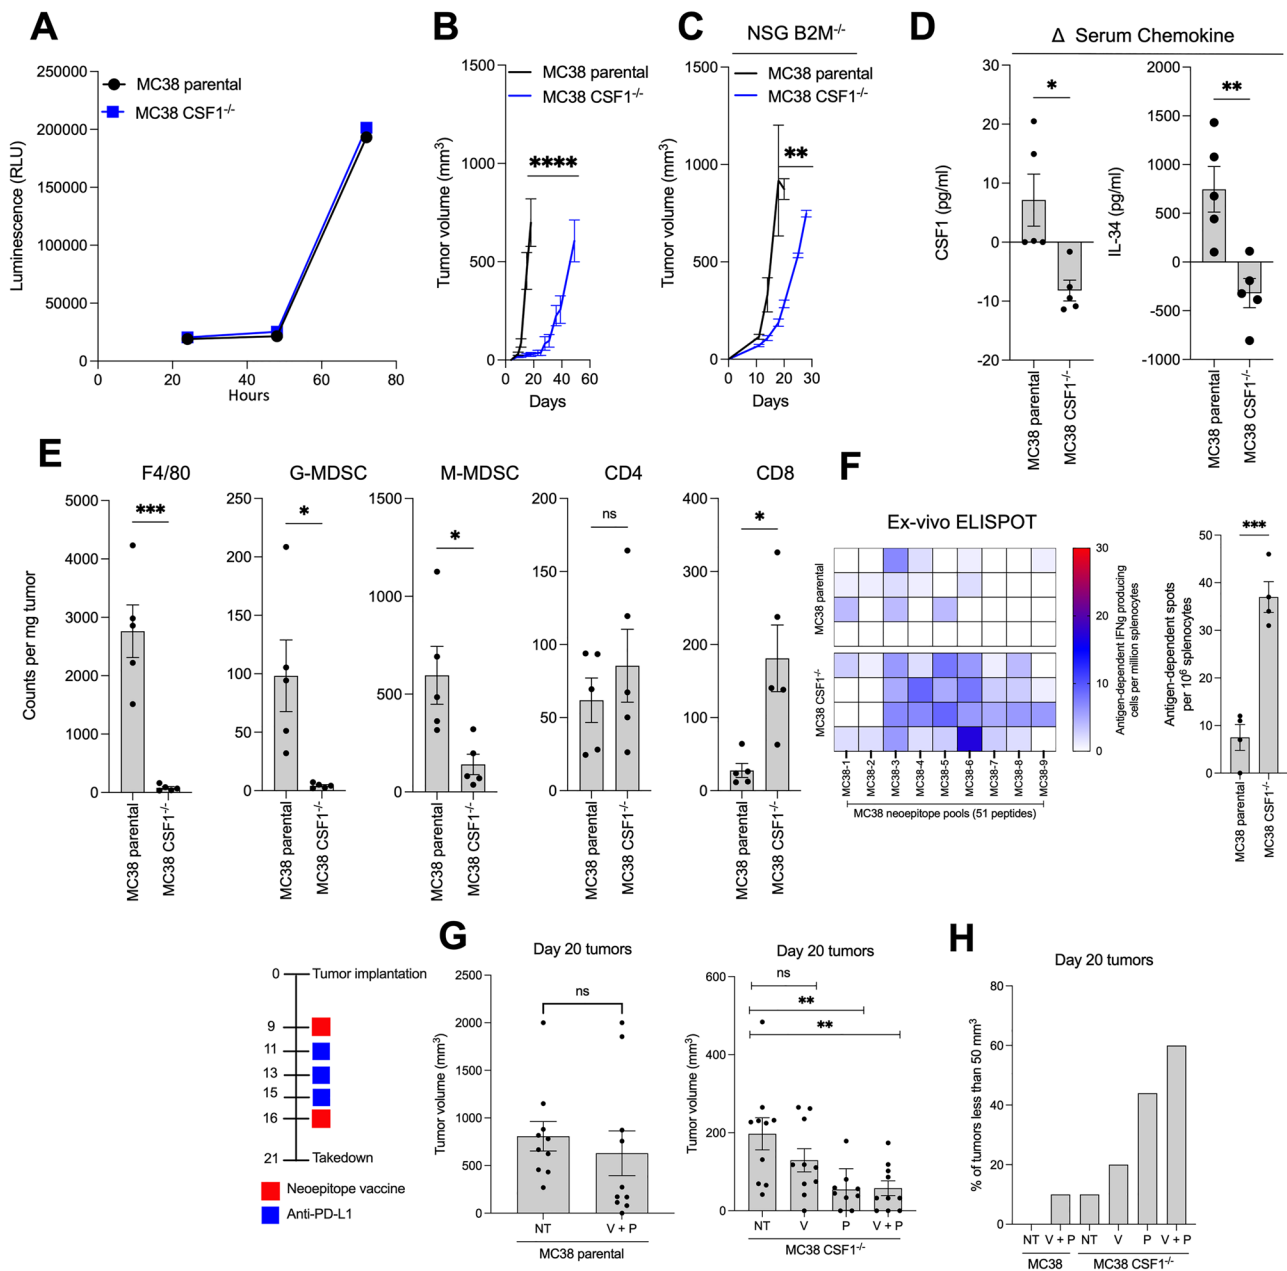 A
250000
200000
150000
100000
50000
0
Luminescence (RLU)
MC38 parental
MC38 CSF1-/-
0 20 40 60 80
Hours
B
1500
1000
500
0
Tumor volume (mm3)
MC38 parental
MC38 CSF1-/-
****
0 20 40 60
Days
C
NSG B2M-/-
1500
1000
500
0
Tumor volume (mm3)
MC38 parental
MC38 CSF1-/-
**
0 10 20 30
Days
D
Δ Serum Chemokine
30
20
10
0
-10
-20
CSF1 (pg/ml)
*
MC38 parental
MC38 CSF1-/-
2000
1500
1000
500
0
-500
-1000
IL-34 (pg/ml)
**
MC38 parental
MC38 CSF1-/-
E
Counts per mg tumor
F4/80
5000
4000
3000
2000
1000
0
***
MC38 parental
MC38 CSF1-/-
G-MDSC
250
200
150
100
50
0
*
MC38 parental
MC38 CSF1-/-
M-MDSC
1500
1000
500
0
*
MC38 parental
MC38 CSF1-/-
CD4
200
150
100
50
0
ns
MC38 parental
MC38 CSF1-/-
CD8
400
300
200
100
0
*
MC38 parental
MC38 CSF1-/-
F
Ex-vivo ELISPOT
MC38 parental
MC38 CSF1-/-
MC38-1
MC38-2
MC38-3
MC38-4
MC38-5
MC38-6
MC38-7
MC38-8
MC38-9
MC38 neoepitope pools (51 peptides)
30
20
10
0
Antigen-dependent IFNg producing
cells per million splenocytes
50
40
30
20
10
0
Antigen-dependent spots
per 106 splenocytes
***
MC38 parental
MC38 CSF1-/-
0 Tumor implantation
9
11
13
15
16
21 Takedown
Neoepitope vaccine
Anti-PD-L1
G
Day 20 tumors
2500
2000
1500
1000
500
0
Tumor volume (mm3)
ns
NT V + P
MC38 parental
Day 20 tumors
600
400
200
0
Tumor volume (mm3)
ns
**
**
NT V P V + P
MC38 CSF1-/-
H
Day 20 tumors
80
60
40
20
0
% of tumors less than 50 mm3
NT V + P NT V P V + P
MC38 MC38 CSF1-/-